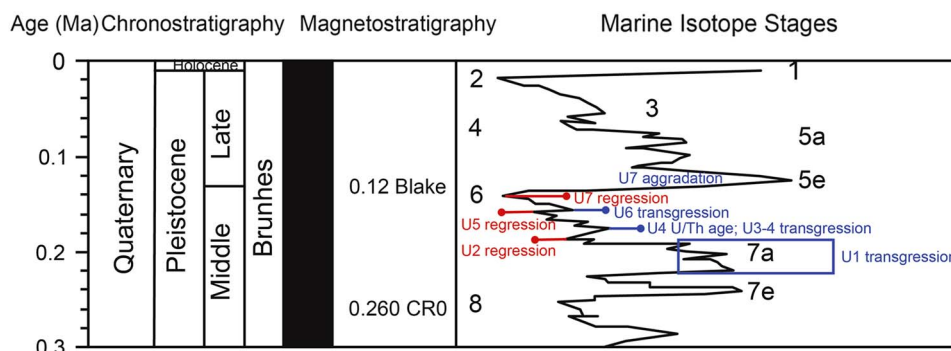 Age (Ma) Chronostratigraphy Magnetostratigraphy Marine Isotope Stages
0
Holocene
1
2
3
4
5a
0.1
Quaternary
Pleistocene
Late
Middle
Brunhes
0.12 Blake
U7 aggradation
5e
6
U7 regression
U6 transgression
U5 regression
U4 U/Th age; U3-4 transgression
U2 regression
0.2
7a
U1 transgression
7e
8
0.260 CR0
0.3